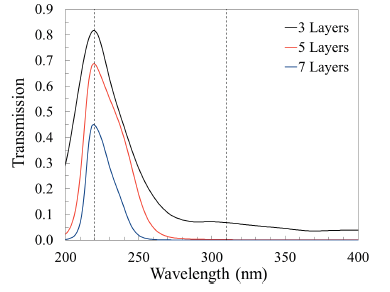 0.9
0.8
0.7
0.6
0.5
0.4
0.3
0.2
0.1
0.0
Transmission
3 Layers
5 Layers
7 Layers
200 250 300 350 400
Wavelength (nm)